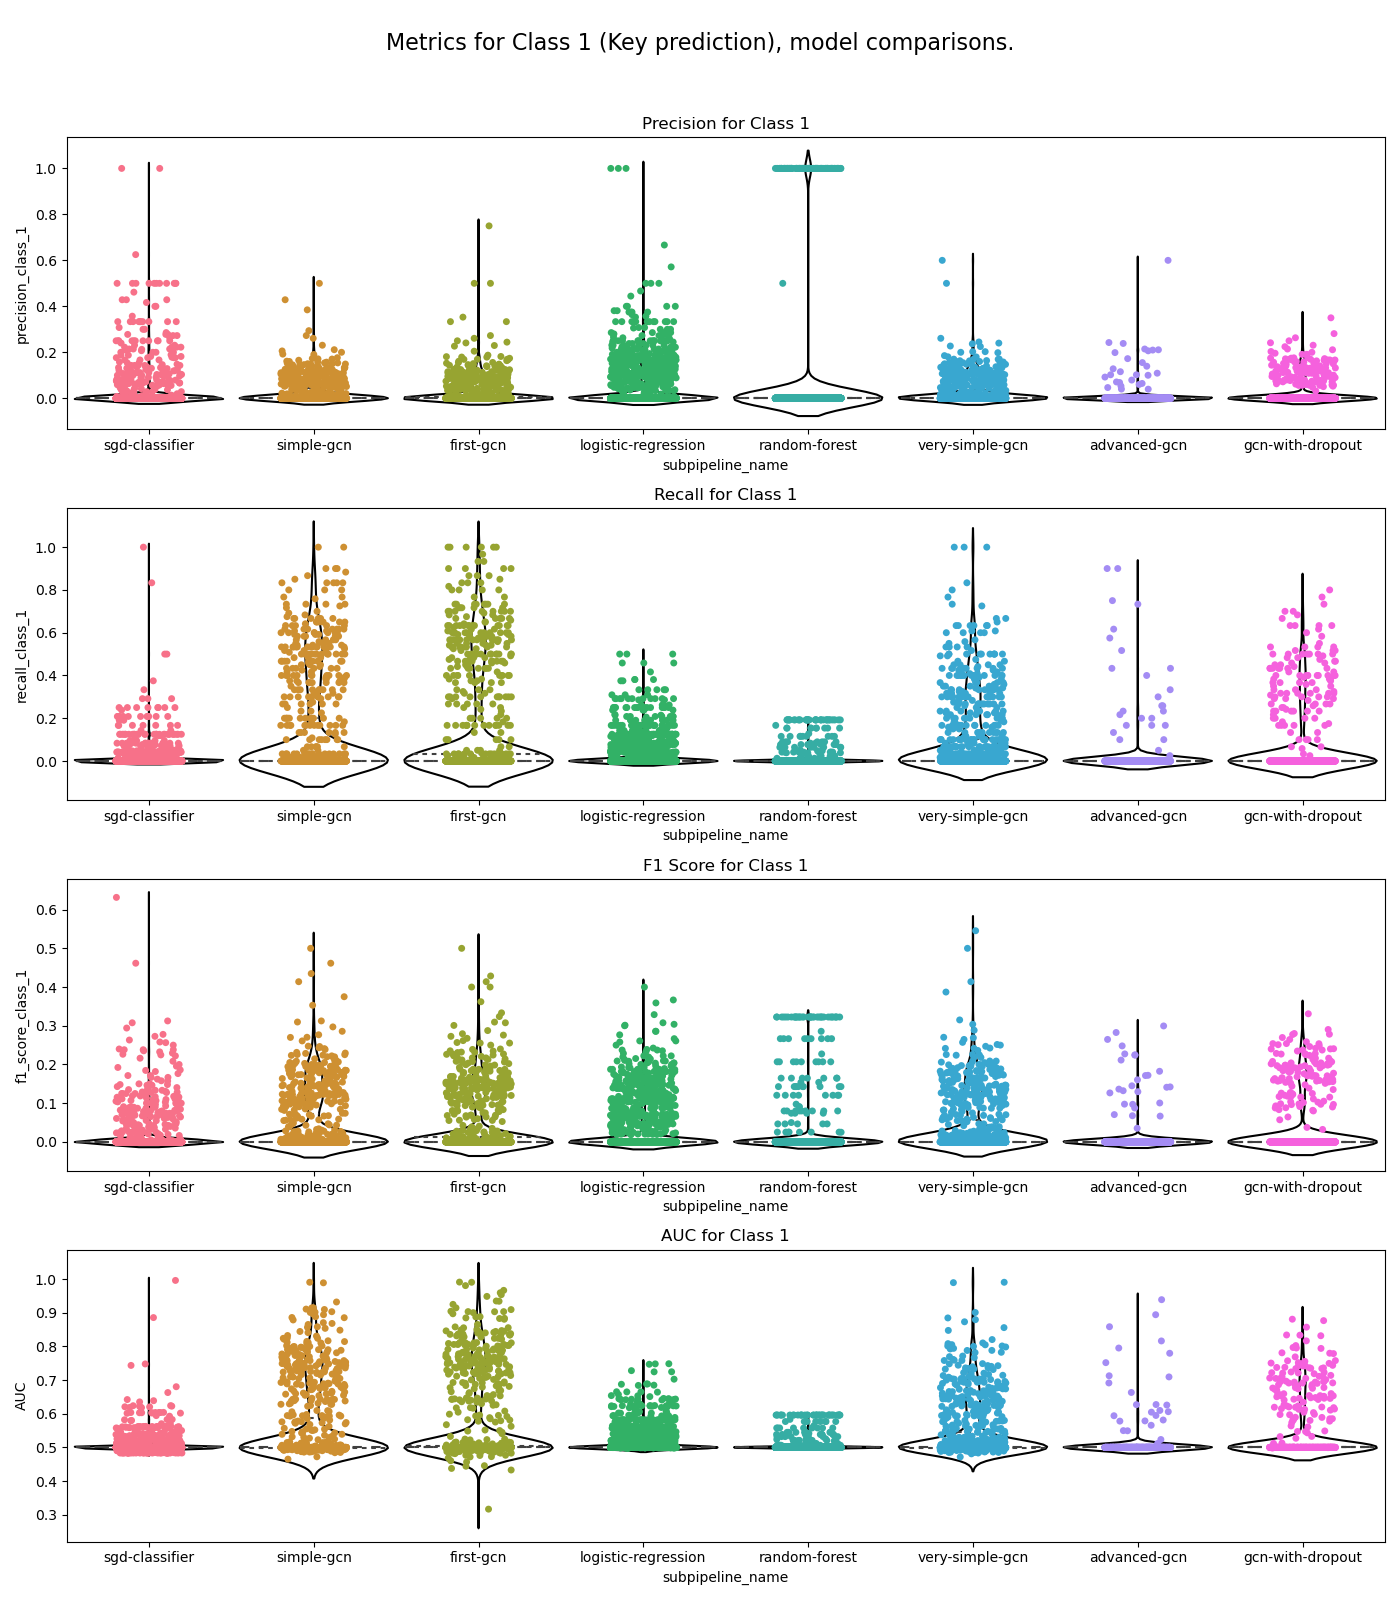 Metrics for Class 1 (Key prediction), model comparisons.
Precision for Class 1
precision_class_1
1.0
0.8
0.6
0.4
0.2
0.0
sgd-classifier simple-gcn first-gcn logistic-regression random-forest very-simple-gcn advanced-gcn gcn-with-dropout
subpipeline_name
Recall for Class 1
recall_class_1
1.0
0.8
0.6
0.4
0.2
0.0
sgd-classifier simple-gcn first-gcn logistic-regression random-forest very-simple-gcn advanced-gcn gcn-with-dropout
subpipeline_name
F1 Score for Class 1
f1_score_class_1
0.6
0.5
0.4
0.3
0.2
0.1
0.0
sgd-classifier simple-gcn first-gcn logistic-regression random-forest very-simple-gcn advanced-gcn gcn-with-dropout
subpipeline_name
AUC for Class 1
AUC
1.0
0.9
0.8
0.7
0.6
0.5
0.4
0.3
sgd-classifier simple-gcn first-gcn logistic-regression random-forest very-simple-gcn advanced-gcn gcn-with-dropout
subpipeline_name